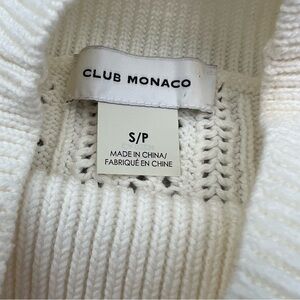 CLUB MONACO
S/P
MADE IN CHINA/
FABRIQUÉ EN CHINE